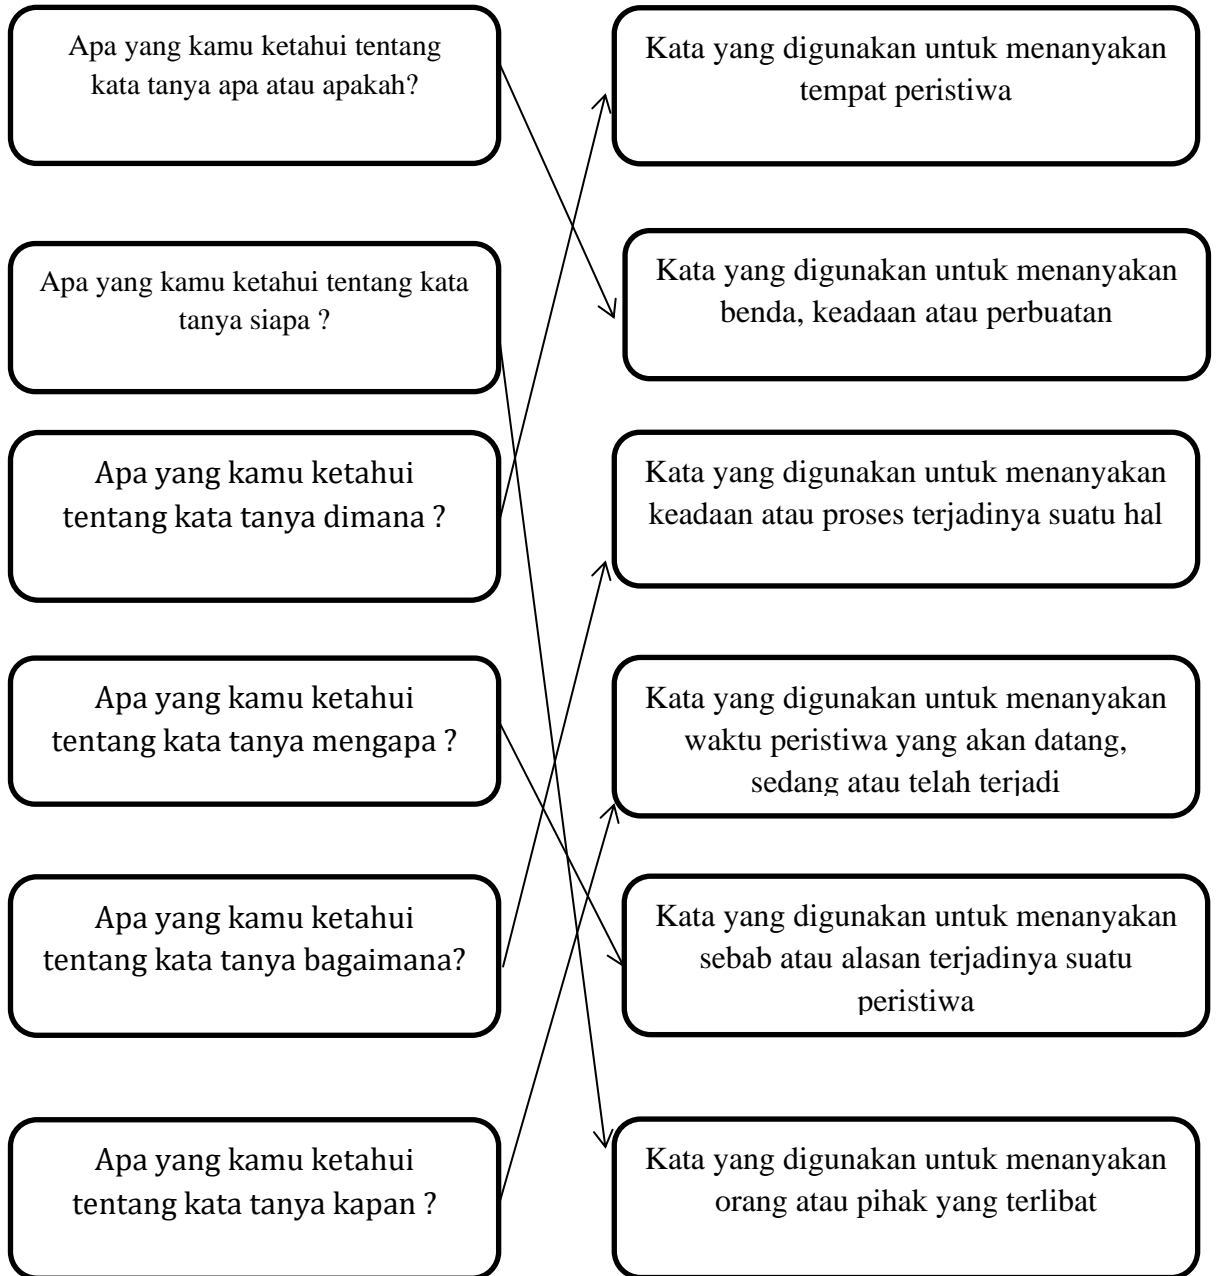 Apa yang kamu ketahui tentang
kata tanya apa atau apakah?
Kata yang digunakan untuk menanyakan
tempat peristiwa
Apa yang kamu ketahui tentang kata
tanya siapa ?
Kata yang digunakan untuk menanyakan
benda, keadaan atau perbuatan
Apa yang kamu ketahui
tentang kata tanya dimana ?
Kata yang digunakan untuk menanyakan
keadaan atau proses terjadinya suatu hal
Apa yang kamu ketahui
tentang kata tanya mengapa ?
Kata yang digunakan untuk menanyakan
waktu peristiwa yang akan datang,
sedang atau telah terjadi
Apa yang kamu ketahui
tentang kata tanya bagaimana?
Kata yang digunakan untuk menanyakan
sebab atau alasan terjadinya suatu
peristiwa
Apa yang kamu ketahui
tentang kata tanya kapan ?
Kata yang digunakan untuk menanyakan
orang atau pihak yang terlibat